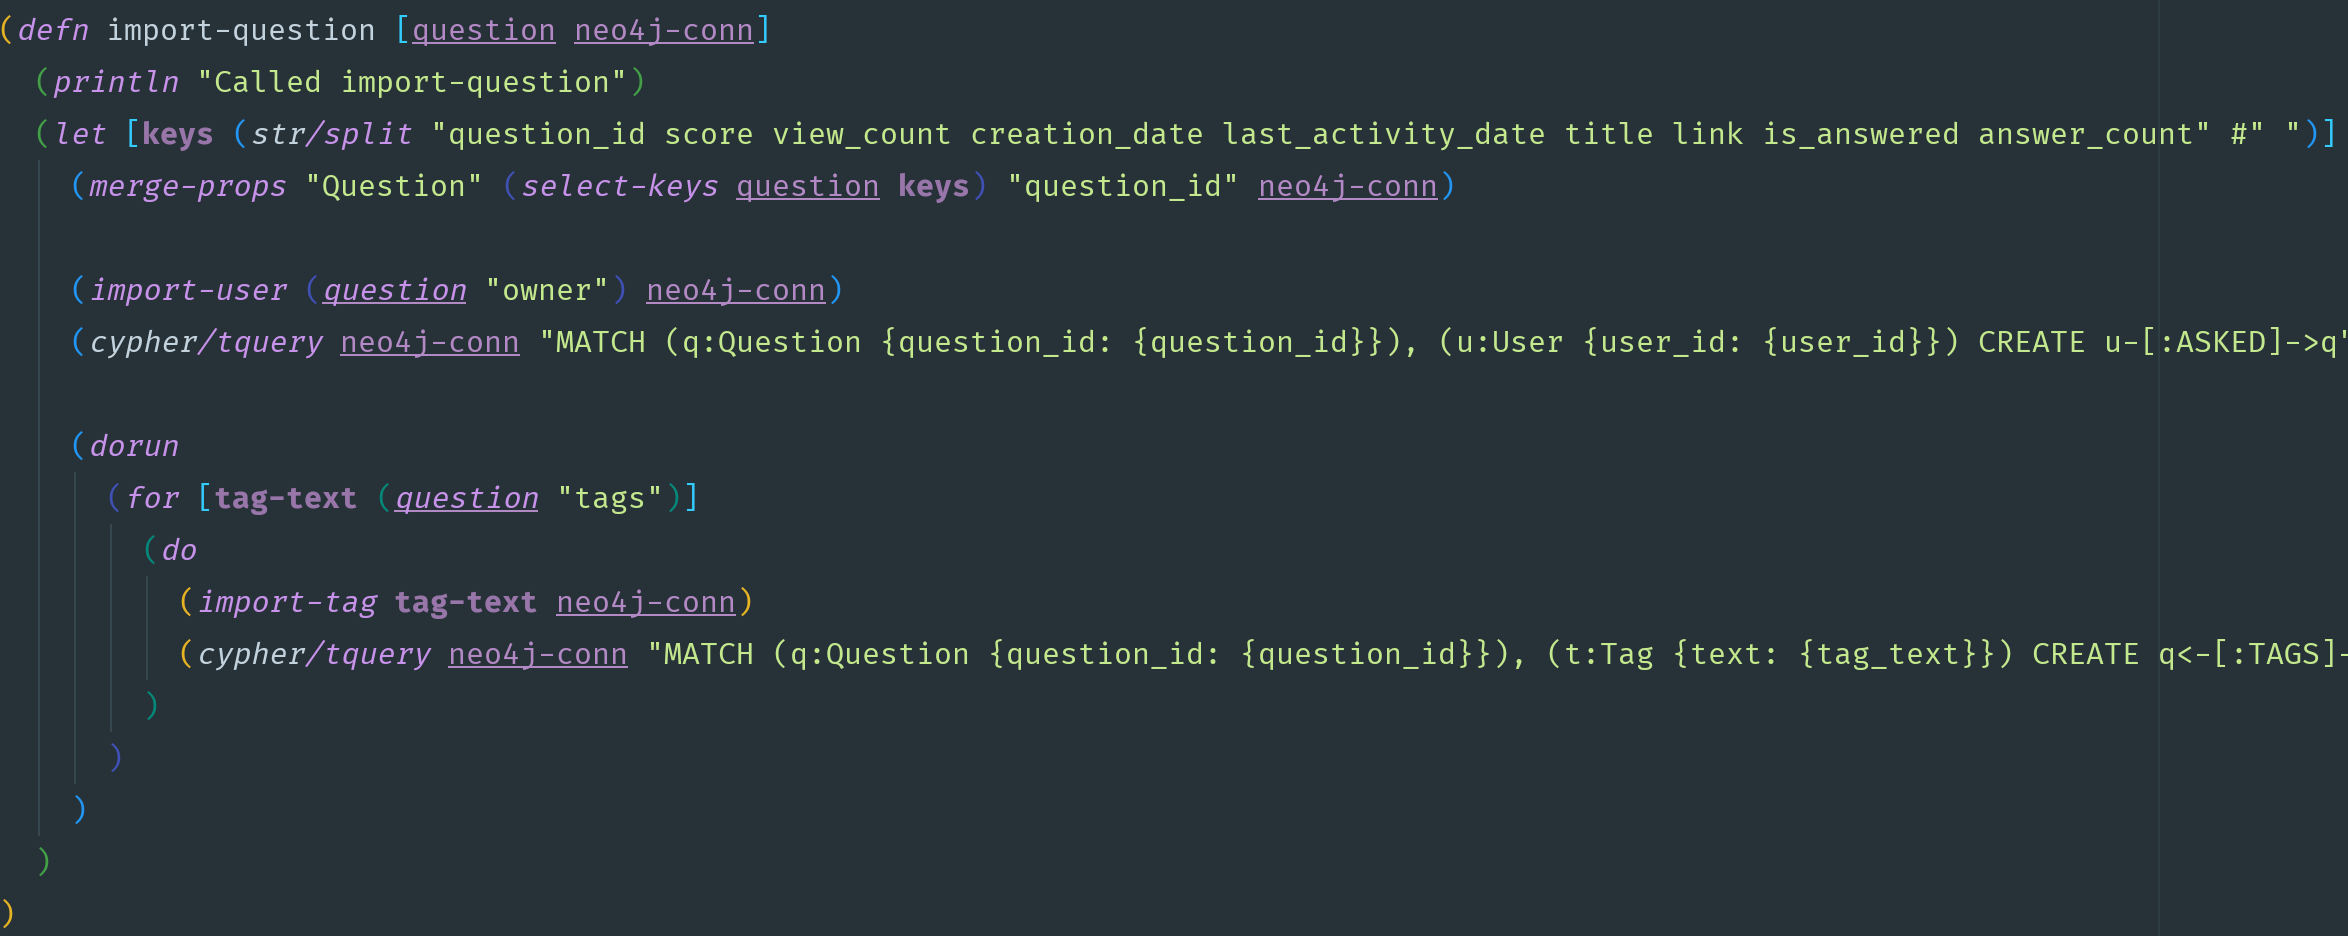 (defn import-question [question neo4j-conn]
(println "Called import-question")
(let [keys (str/split "question_id score view_count creation_date last_activity_date title link is_answered answer_count" #" ")]
(merge-props "Question" (select-keys question keys) "question_id" neo4j-conn)
(import-user (question "owner") neo4j-conn)
(cypher/tquery neo4j-conn "MATCH (q:Question {question_id: {question_id}}), (u:User {user_id: {user_id}}) CREATE u-[:ASKED]->q"
(dorun
(for [tag-text (question "tags")]
(do
(import-tag tag-text neo4j-conn)
(cypher/tquery neo4j-conn "MATCH (q:Question {question_id: {question_id}}), (t:Tag {text: {tag_text}}) CREATE q<-[:TAGS]-
)
)
)
)
)